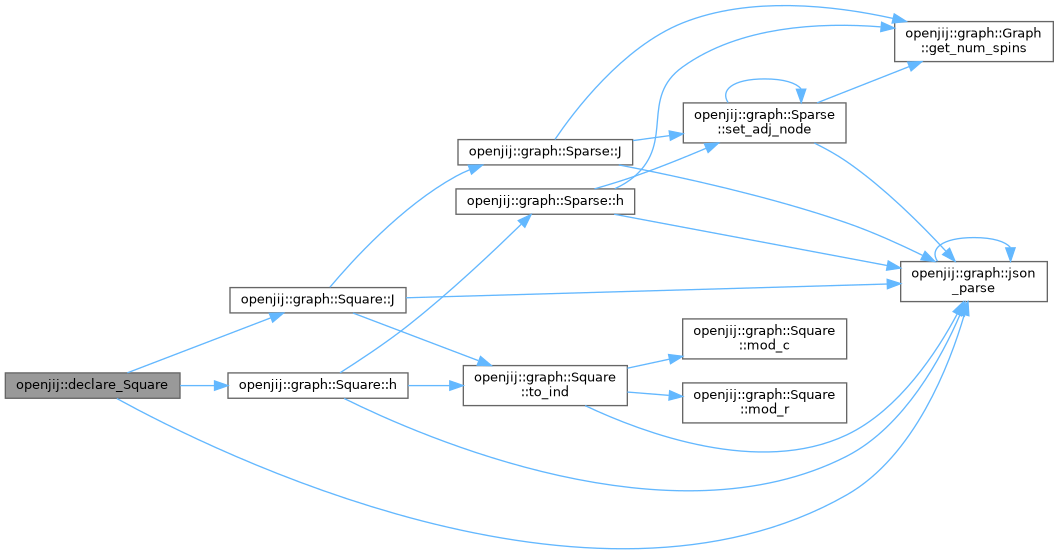 openjij::graph::Graph
::get_num_spins
openjij::graph::Sparse
::set_adj_node
openjij::graph::Sparse::J
openjij::graph::Sparse::h
openjij::graph::json
_parse
openjij::graph::Square::J
openjij::graph::Square
::mod_c
openjij::declare_Square
openjij::graph::Square::h
openjij::graph::Square
::to_ind
openjij::graph::Square
::mod_r